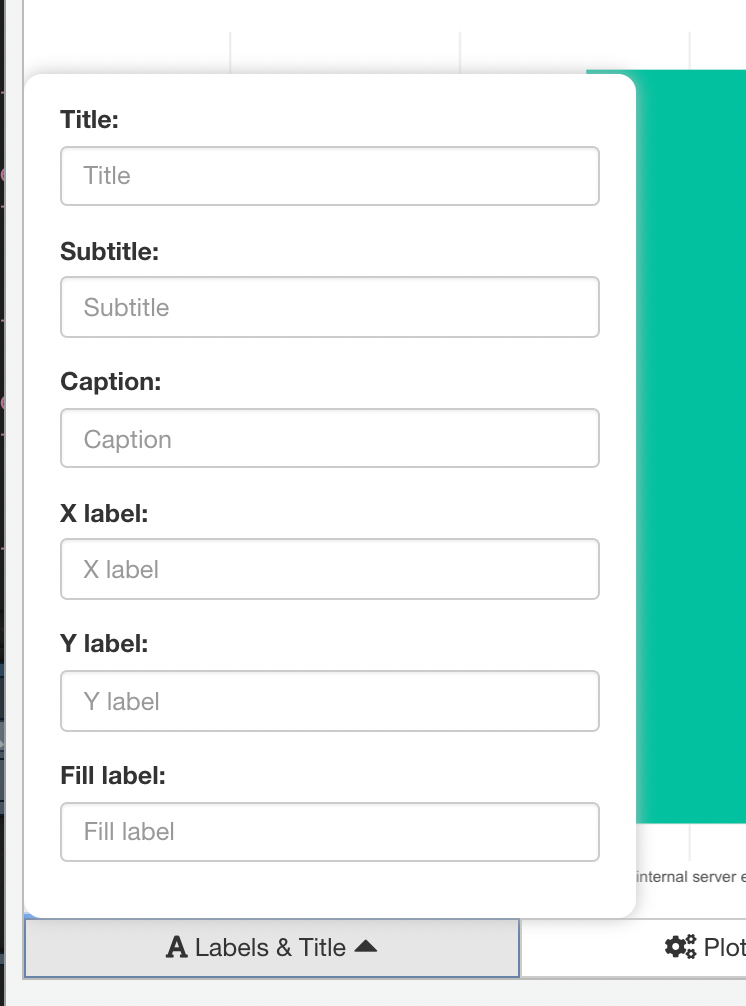 Title:
Title
Subtitle:
Subtitle
Caption:
Caption
X label:
X label
Y label:
Y label
Fill label:
Fill label
internal server e
A Labels & Title
Plot